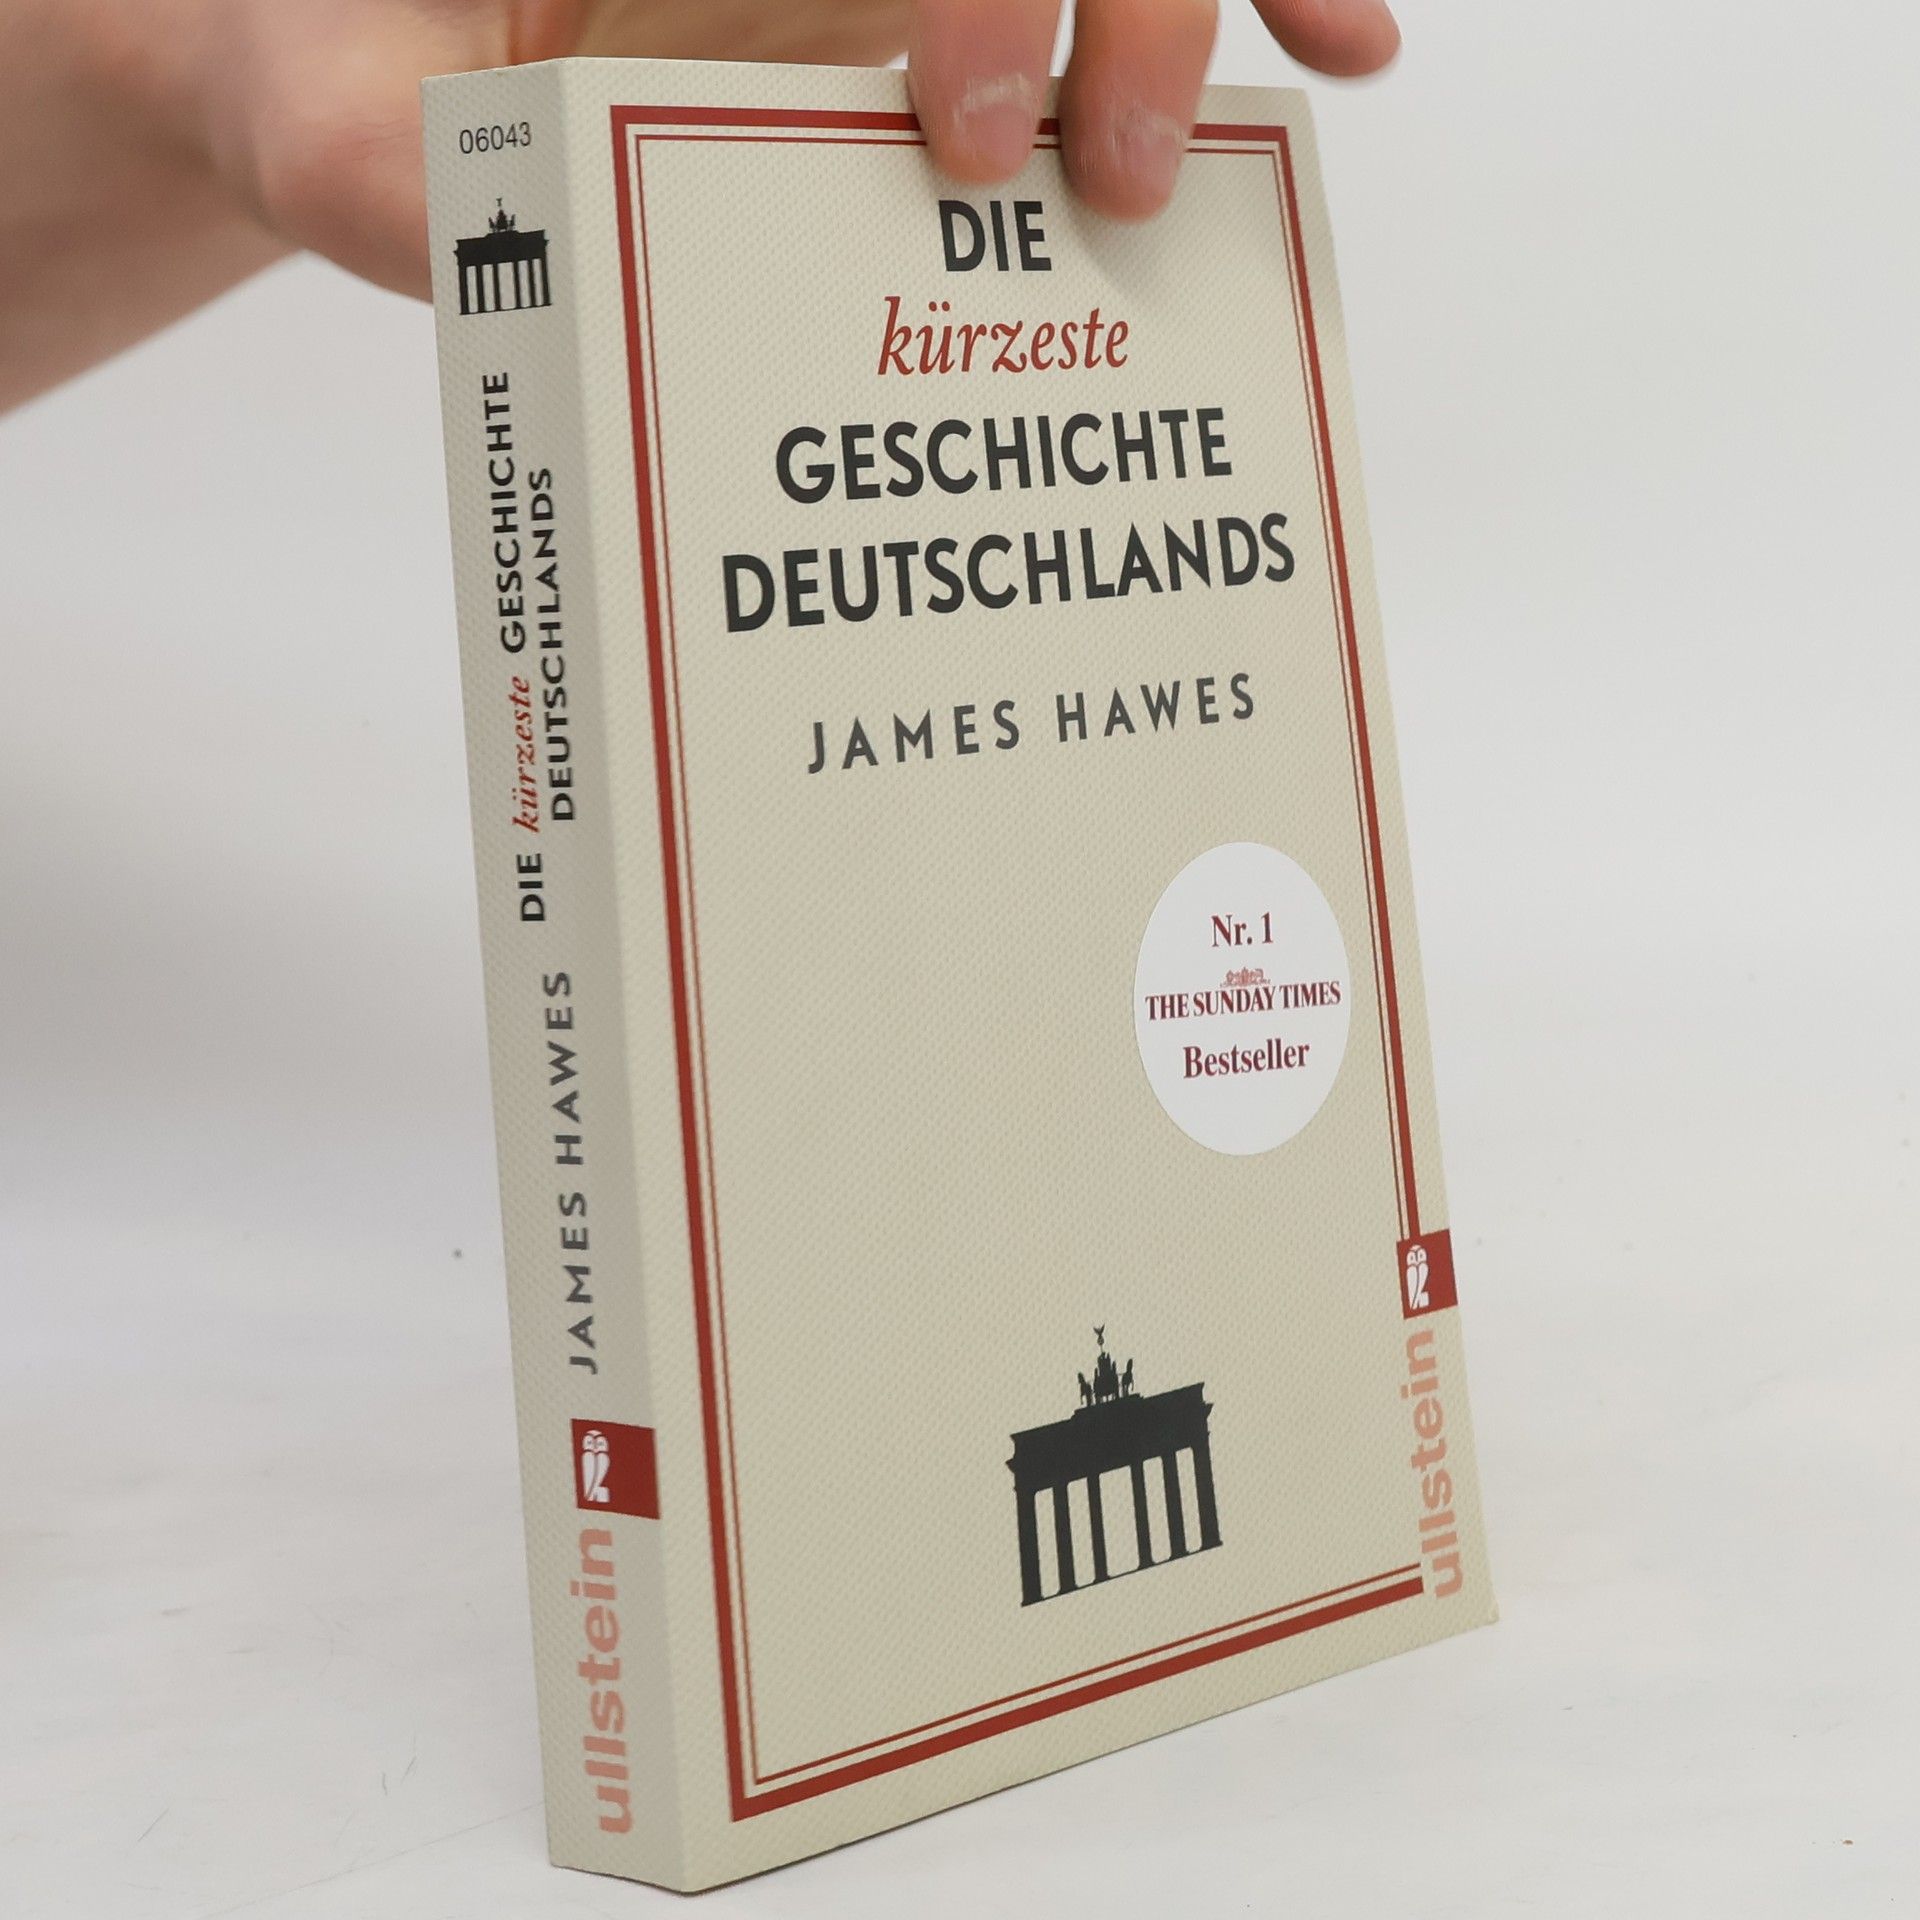 06043
DIE kürzeste GESCHICHTE
DEUTSCHLANDS
JAMES HAWES
ullstein
DIE
kürzeste
GESCHICHTE
DEUTSCHLANDS
JAMES HAWES
Nr. 1
THE SUNDAY TIMES
Bestseller
ullstein